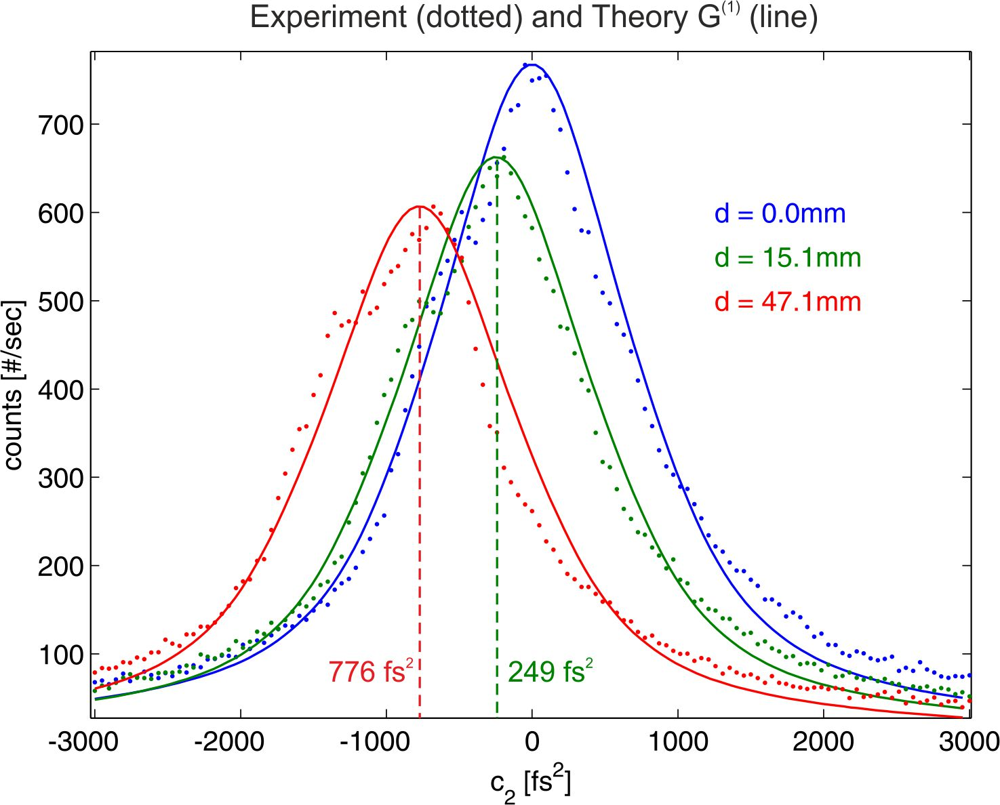 Experiment (dotted) and Theory G⁽¹⁾ (line)
700
600
500
400
300
200
100
counts [#/sec]
d = 0.0mm
d = 15.1mm
d = 47.1mm
776 fs²
249 fs²
-3000 -2000 -1000 0 1000 2000 3000
c₂ [fs²]